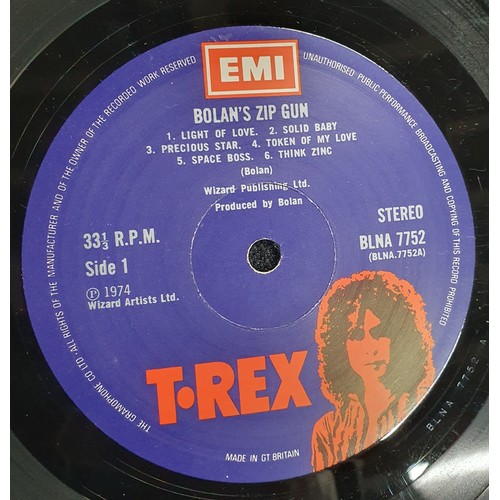 EMI
BOLAN'S ZIP GUN
1. LIGHT OF LOVE. 2. SOLID BABY
3. PRECIOUS STAR. 4. TOKEN OF MY LOVE
5. SPACE BOSS. 6. THINK ZINC
(Bolan)
Wizard Publishing Ltd.
Produced by Bolan
33⅓ R.P.M.
Side 1
Ⓟ 1974
Wizard Artists Ltd.
STEREO
BLNA 7752
(BLNA.7752A)
T•REX
MADE IN GT BRITAIN
THE GRAMOPHONE CO LTD • ALL RIGHTS OF THE MANUFACTURER AND OF THE OWNER OF THE RECORDED WORK RESERVED
UNAUTHORISED PUBLIC PERFORMANCE BROADCASTING AND COPYING OF THIS RECORD PROHIBITED
BLNA 7752 A